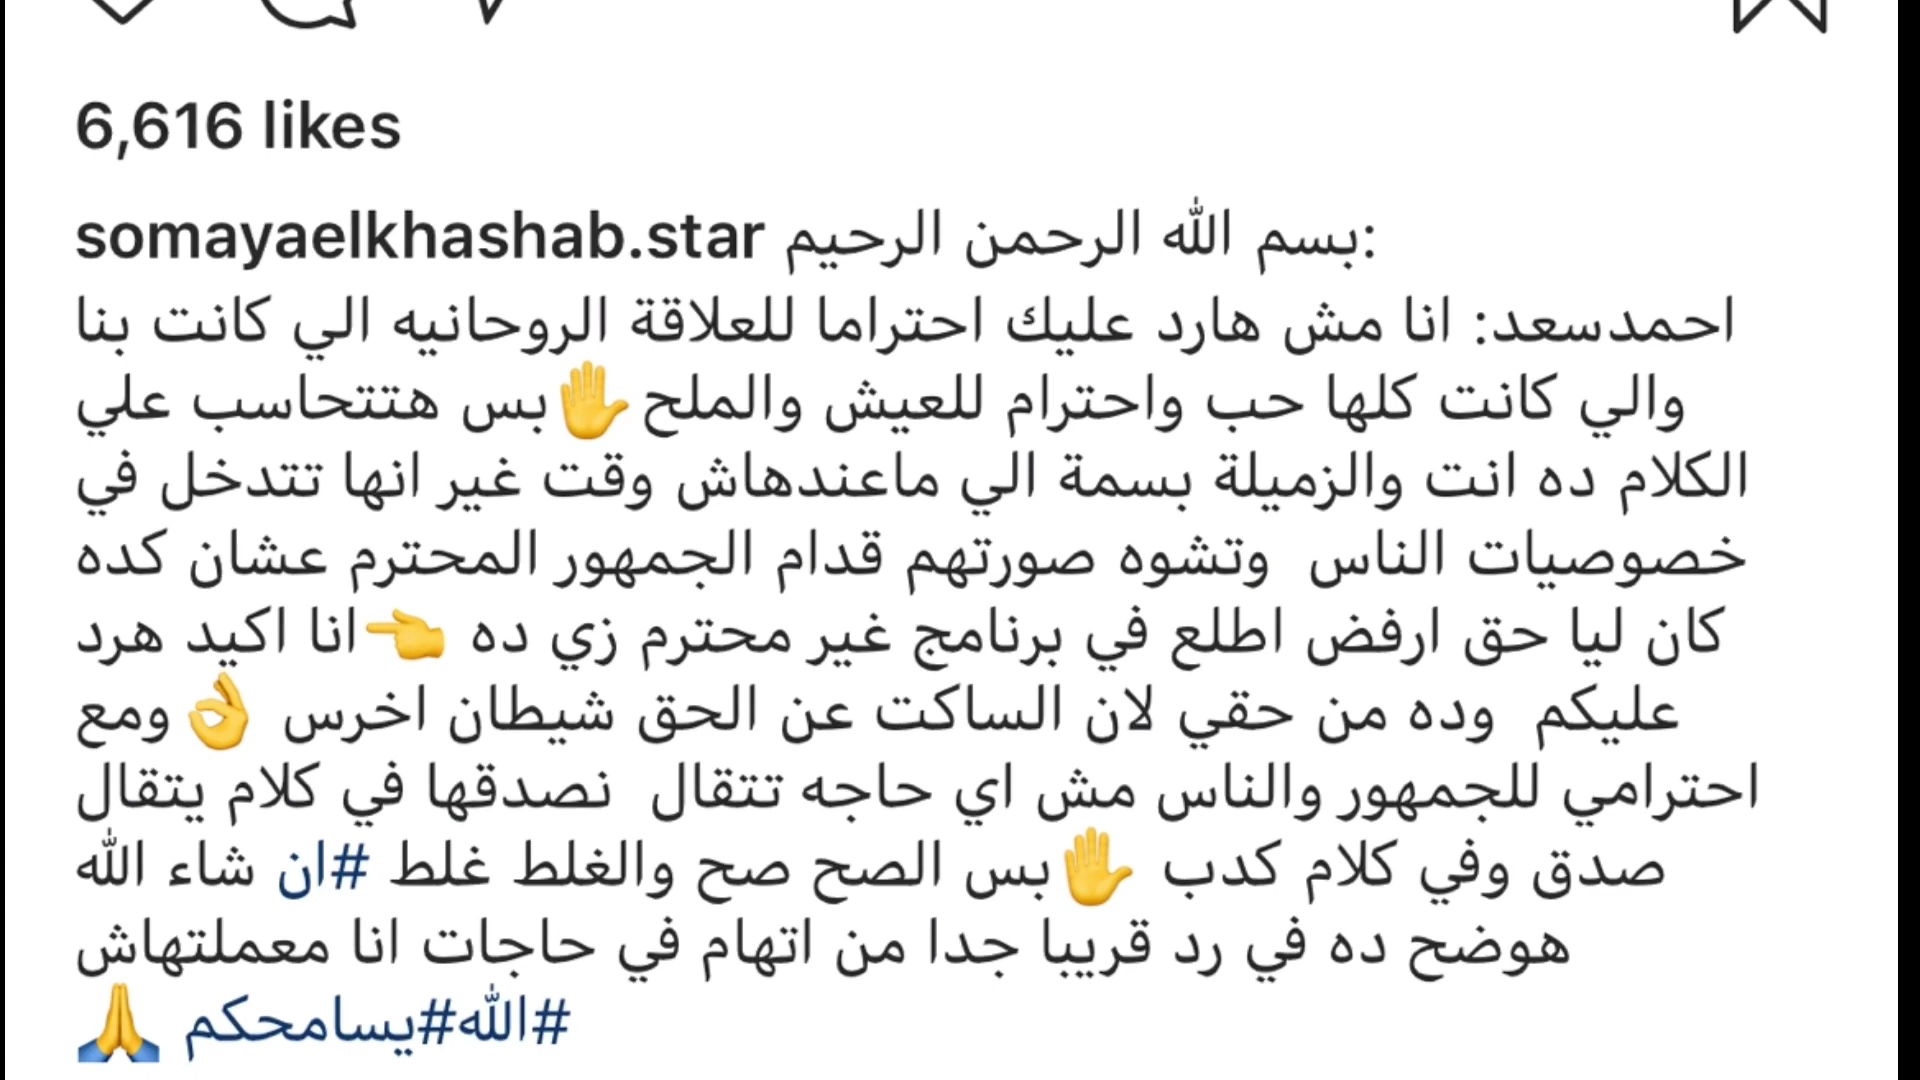 6,616 likes
somayaelkhashab.star بسم الله الرحمن الرحيم:
احمدسعد: انا مش هارد عليك احتراما للعلاقة الروحانيه الي كانت بنا
والي كانت كلها حب واحترام للعيش والملح✋بس هتتحاسب علي
الكلام ده انت والزميلة بسمة الي ماعندهاش وقت غير انها تتدخل في
خصوصيات الناس  وتشوه صورتهم قدام الجمهور المحترم عشان كده
كان ليا حق ارفض اطلع في برنامج غير محترم زي ده 👈انا اكيد هرد
عليكم  وده من حقي لان الساكت عن الحق شيطان اخرس 👌ومع
احترامي للجمهور والناس مش اي حاجه تتقال  نصدقها في كلام يتقال
صدق وفي كلام كدب ✋بس الصح صح والغلط غلط #ان شاء الله
هوضح ده في رد قريبا جدا من اتهام في حاجات انا معملتهاش
#الله#يسامحكم 🙏